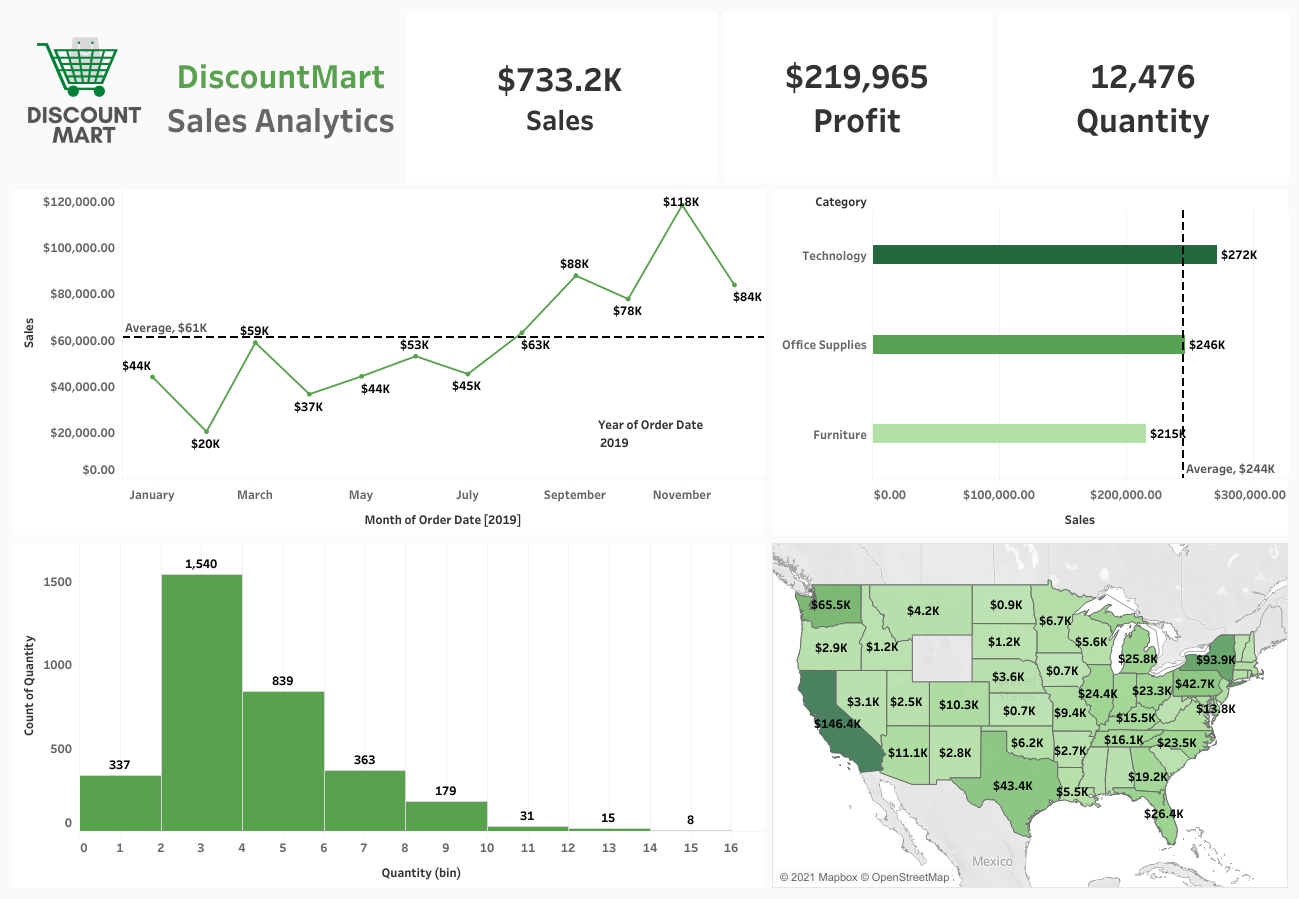 DISCOUNT
MART
DiscountMart
Sales Analytics
$733.2K
Sales
$219,965
Profit
12,476
Quantity
$120,000.00
$100,000.00
$80,000.00
$60,000.00
$40,000.00
$20,000.00
$0.00
Sales
Average, $61K
$44K
$20K
$59K
$37K
$44K
$53K
$45K
$63K
$88K
$78K
$118K
$84K
Year of Order Date
2019
January March May July September November
Month of Order Date [2019]
Category
Technology
$272K
Office Supplies
$246K
Furniture
$215K
Average, $244K
$0.00 $100,000.00 $200,000.00 $300,000.00
Sales
Count of Quantity
1500
1000
500
0
337
1,540
839
363
179
31
15
8
0 1 2 3 4 5 6 7 8 9 10 11 12 13 14 15 16
Quantity (bin)
$65.5K
$4.2K
$0.9K
$6.7K
$2.9K
$1.2K
$1.2K
$5.6K
$25.8K
$93.9K
$3.6K
$0.7K
$42.7K
$3.1K
$2.5K
$10.3K
$0.7K
$24.4K
$23.3K
$13.8K
$146.4K
$9.4K
$15.5K
$11.1K
$2.8K
$6.2K
$2.7K
$16.1K
$23.5K
$43.4K
$5.5K
$19.2K
$26.4K
Mexico
© 2021 Mapbox © OpenStreetMap